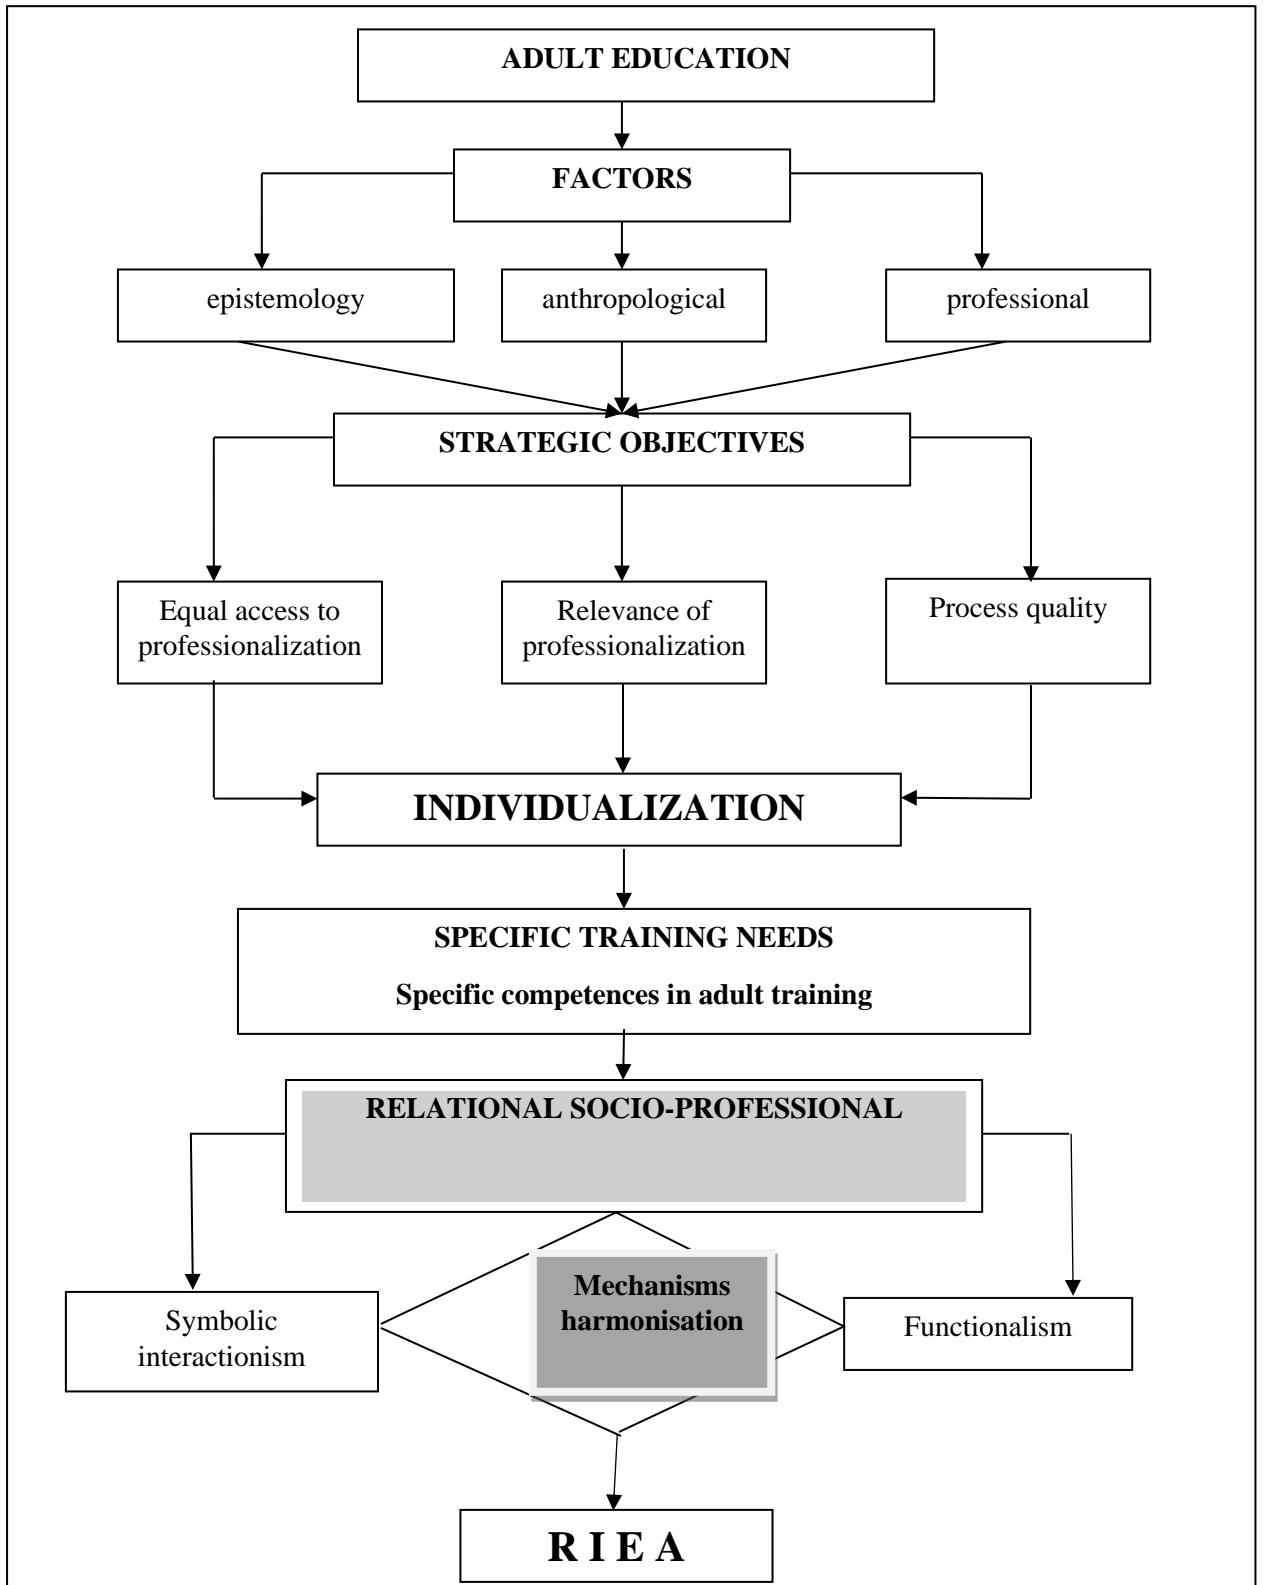 ADULT EDUCATION
FACTORS
epistemology
anthropological
professional
STRATEGIC OBJECTIVES
Equal access to
professionalization
Relevance of
professionalization
Process quality
INDIVIDUALIZATION
SPECIFIC TRAINING NEEDS
Specific competences in adult training
RELATIONAL SOCIO-PROFESSIONAL
Mechanisms
harmonisation
Symbolic
interactionism
Functionalism
R I E A